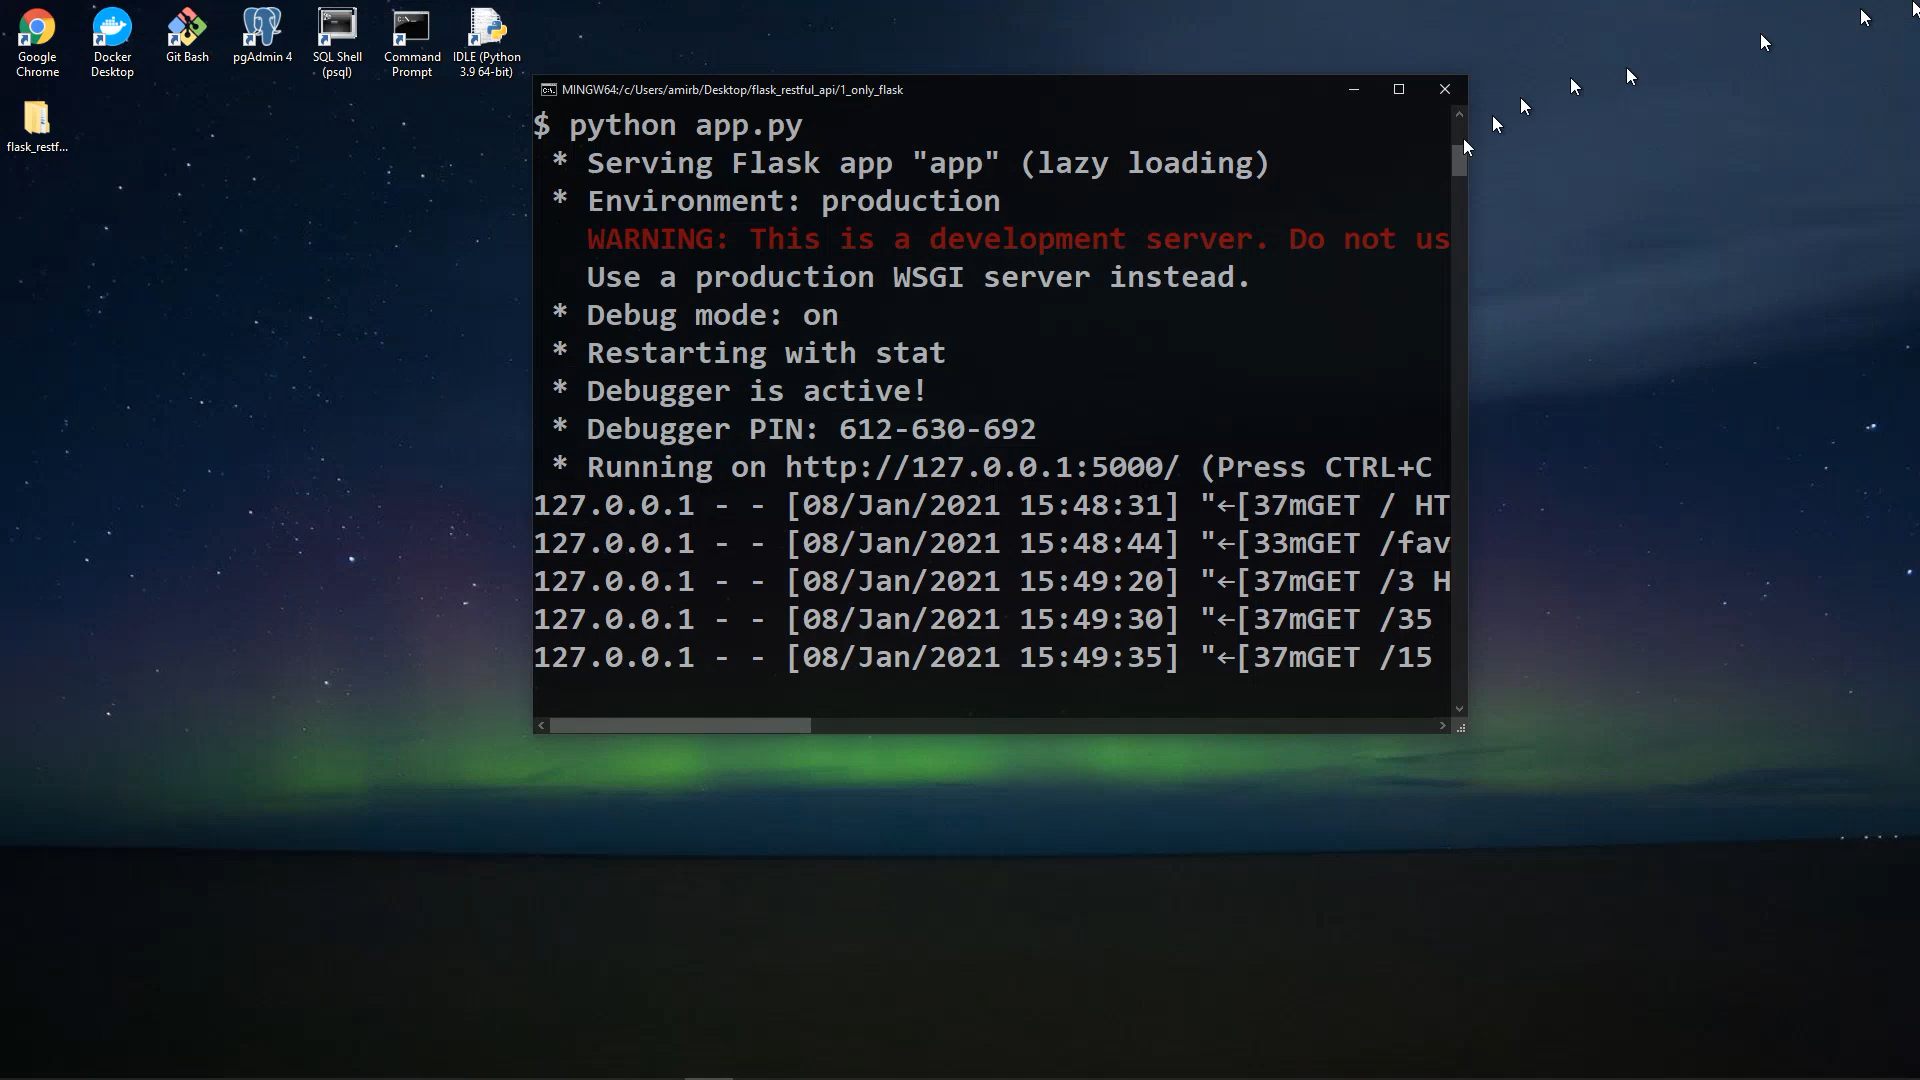 Google
Chrome
Docker
Desktop
Git Bash
pgAdmin 4
SQL Shell
(psql)
Command
Prompt
IDLE (Python
3.9 64-bit)
flask_restf...
MINGW64:/c/Users/amirb/Desktop/flask_restful_api/1_only_flask
$ python app.py
* Serving Flask app "app" (lazy loading)
* Environment: production
WARNING: This is a development server. Do not us
Use a production WSGI server instead.
* Debug mode: on
* Restarting with stat
* Debugger is active!
* Debugger PIN: 612-630-692
* Running on http://127.0.0.1:5000/ (Press CTRL+C
127.0.0.1 - - [08/Jan/2021 15:48:31] "←[37mGET / HT
127.0.0.1 - - [08/Jan/2021 15:48:44] "←[33mGET /fav
127.0.0.1 - - [08/Jan/2021 15:49:20] "←[37mGET /3 H
127.0.0.1 - - [08/Jan/2021 15:49:30] "←[37mGET /35
127.0.0.1 - - [08/Jan/2021 15:49:35] "←[37mGET /15